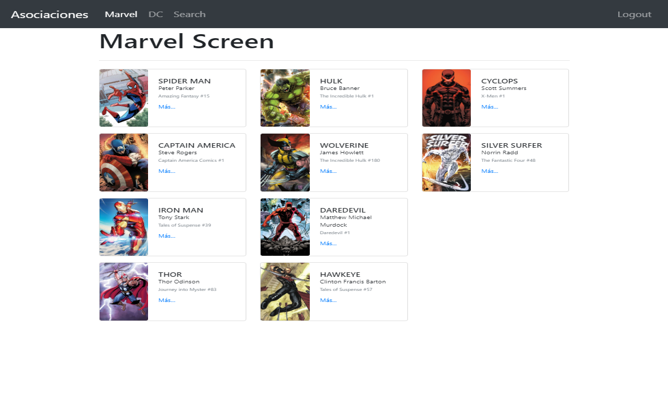 Asociaciones Marvel DC Search Logout
Marvel Screen
SPIDER MAN
Peter Parker
Amazing Fantasy #15
Más...
HULK
Bruce Banner
The Incredible Hulk #1
Más...
CYCLOPS
Scott Summers
X-Men #1
Más...
CAPTAIN AMERICA
Steve Rogers
Captain America Comics #1
Más...
WOLVERINE
James Howlett
The Incredible Hulk #180
Más...
SILVER SURFER
SILVER SURFER
Norrin Radd
The Fantastic Four #48
Más...
IRON MAN
Tony Stark
Tales of Suspense #39
Más...
DAREDEVIL
Matthew Michael
Murdock
Daredevil #1
Más...
THOR
Thor Odinson
Journey into Myster #83
Más...
HAWKEYE
Clinton Francis Barton
Tales of Suspense #57
Más...